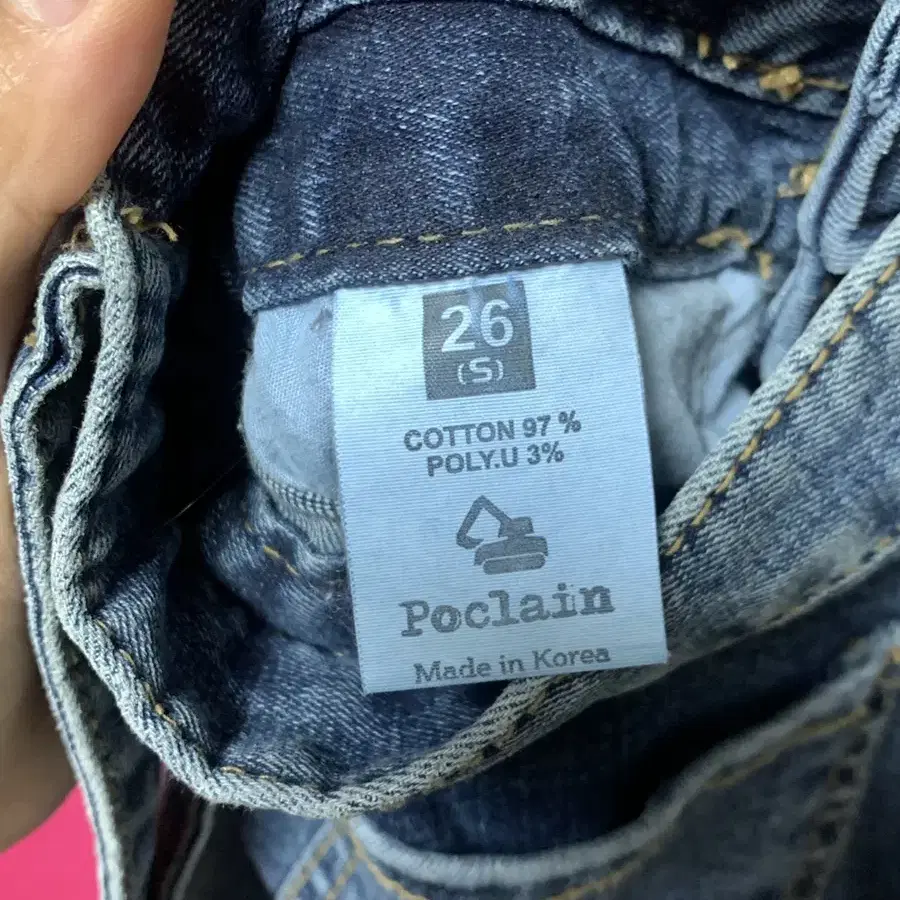 26
(S)
COTTON 97 %
POLY.U 3%
Poclain
Made in Korea